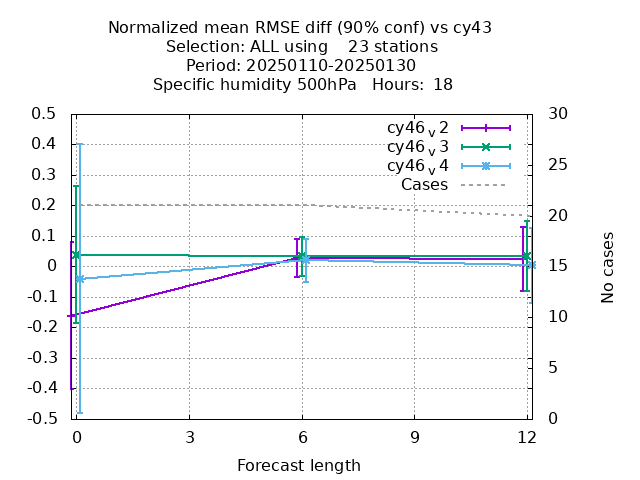 Normalized mean RMSE diff (90% conf) vs cy43
Selection: ALL using    23 stations
Period: 20250110-20250130
Specific humidity 500hPa   Hours:  18
cy46v2
cy46v3
cy46v4
Cases
0.5
0.4
0.3
0.2
0.1
0
-0.1
-0.2
-0.3
-0.4
-0.5
30
25
20
15
10
5
0
No cases
0 3 6 9 12
Forecast length